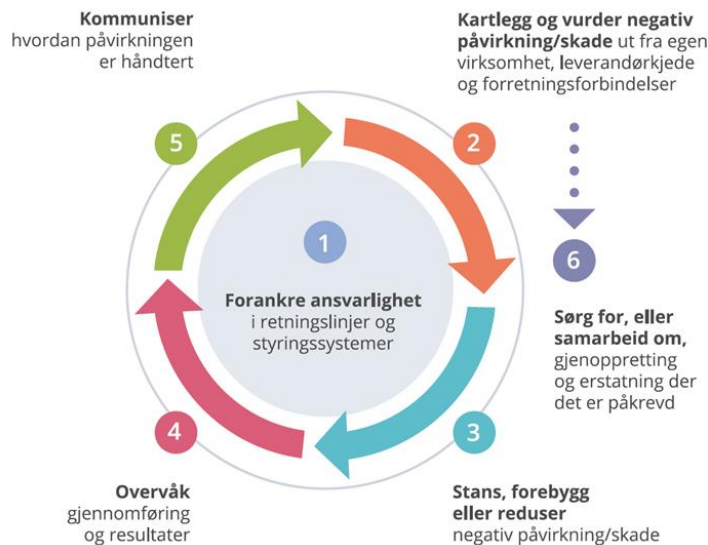 Kommuniser
hvordan påvirkningen
er håndtert
5
Kartlegg og vurder negativ
påvirkning/skade ut fra egen
virksomhet, leverandørkjede
og forretningsforbindelser
2
1
Forankre ansvarlighet
i retningslinjer og
styringssystemer
6
Sørg for, eller
samarbeid om,
gjenoppretting
og erstatning der
det er påkrevd
4
Overvåk
gjennomføring
og resultater
3
Stans, forebygg
eller reduser
negativ påvirkning/skade